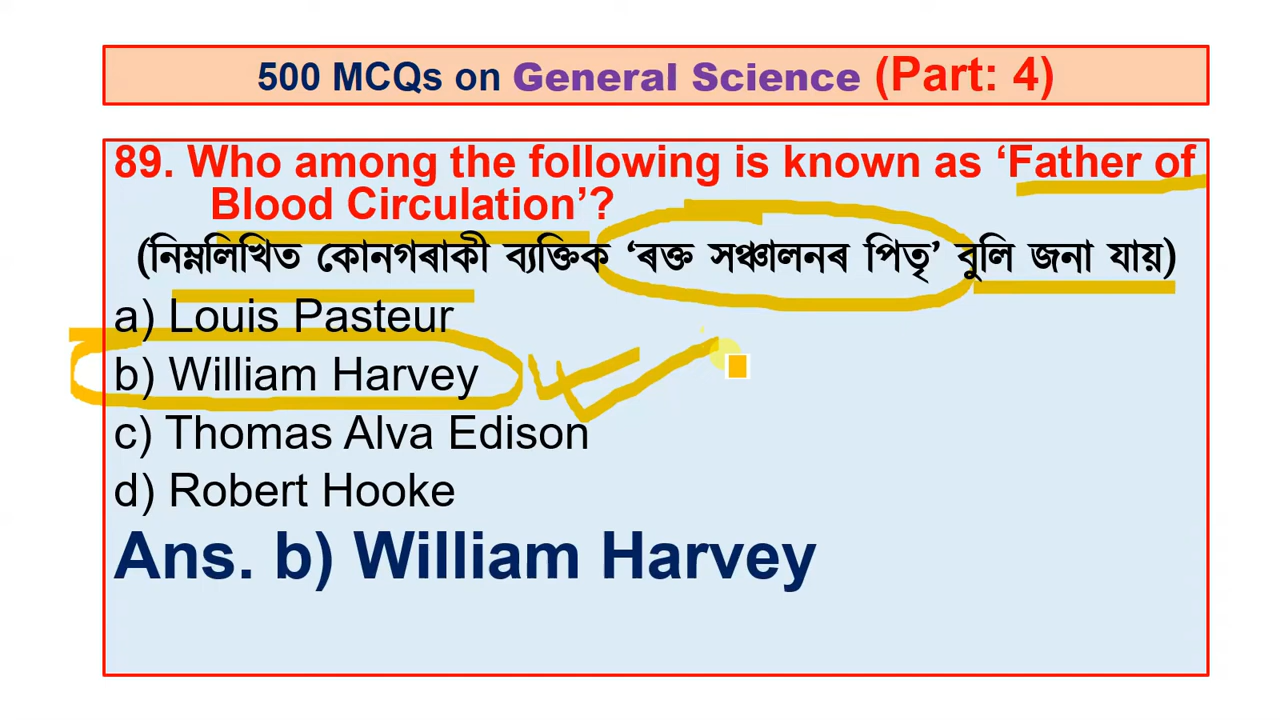 500 MCQs on General Science (Part: 4)
89. Who among the following is known as ‘Father of
Blood Circulation’?
(নিম্নলিখিত কোনগৰাকী ব্যক্তিক ‘ৰক্ত সঞ্চালনৰ পিতৃ’ বুলি জনা যায়)
a) Louis Pasteur
b) William Harvey
c) Thomas Alva Edison
d) Robert Hooke
Ans. b) William Harvey